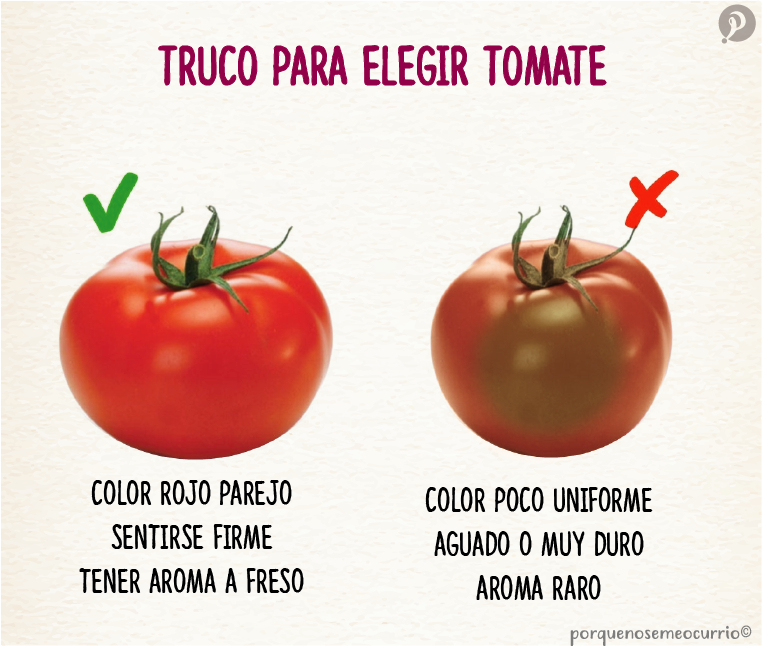 TRUCO PARA ELEGIR TOMATE
COLOR ROJO PAREJO
SENTIRSE FIRME
TENER AROMA A FRESO
COLOR POCO UNIFORME
AGUADO O MUY DURO
AROMA RARO
porquenosemeocurrio©